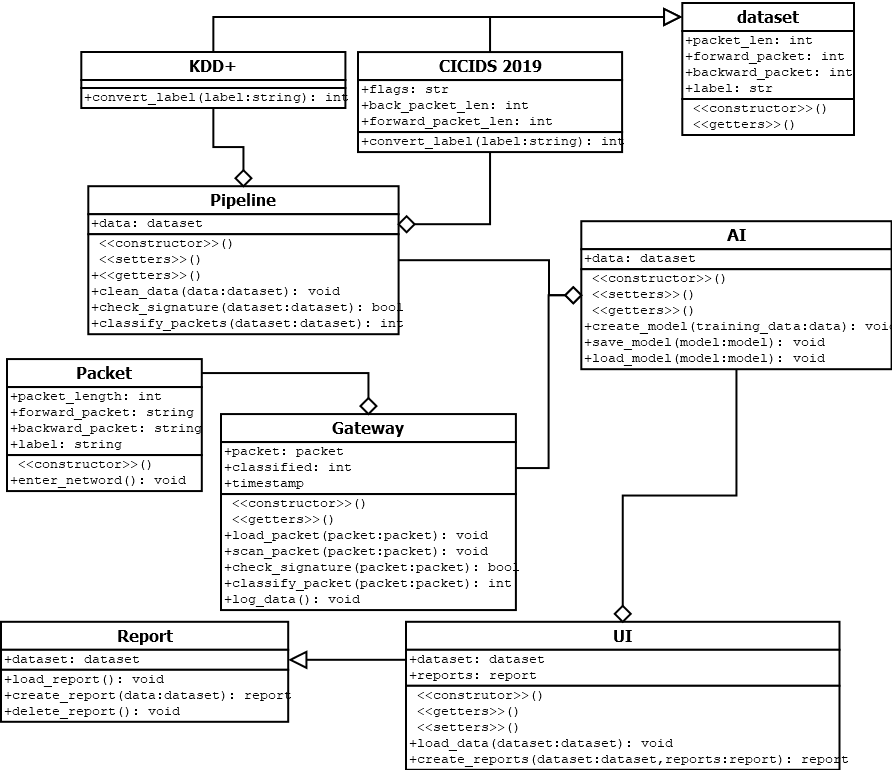 dataset
+packet_len: int
+forward_packet: int
+backward_packet: int
+label: str
<<constructor>>()
<<getters>>()
KDD+
+convert_label(label:string): int
CICIDS 2019
+flags: str
+back_packet_len: int
+forward_packet_len: int
+convert_label(label:string): int
Pipeline
+data: dataset
<<constructor>>()
<<setters>>()
+<<getters>>()
+clean_data(data:dataset): void
+check_signature(dataset:dataset): bool
+classify_packets(dataset:dataset): int
AI
+data: dataset
<<constructor>>()
<<setters>>()
<<getters>>()
+create_model(training_data:data): void
+save_model(model:model): void
+load_model(model:model): void
Packet
+packet_length: int
+forward_packet: string
+backward_packet: string
+label: string
<<constructor>>()
+enter_netword(): void
Gateway
+packet: packet
+classified: int
+timestamp
<<constructor>>()
<<getters>>()
+load_packet(packet:packet): void
+scan_packet(packet:packet): void
+check_signature(packet:packet): bool
+classify_packet(packet:packet): int
+log_data(): void
Report
+dataset: dataset
+load_report(): void
+create_report(data:dataset): report
+delete_report(): void
UI
+dataset: dataset
+reports: report
<<construtor>>()
<<getters>>()
<<setters>>()
+load_data(dataset:dataset): void
+create_reports(dataset:dataset,reports:report): report